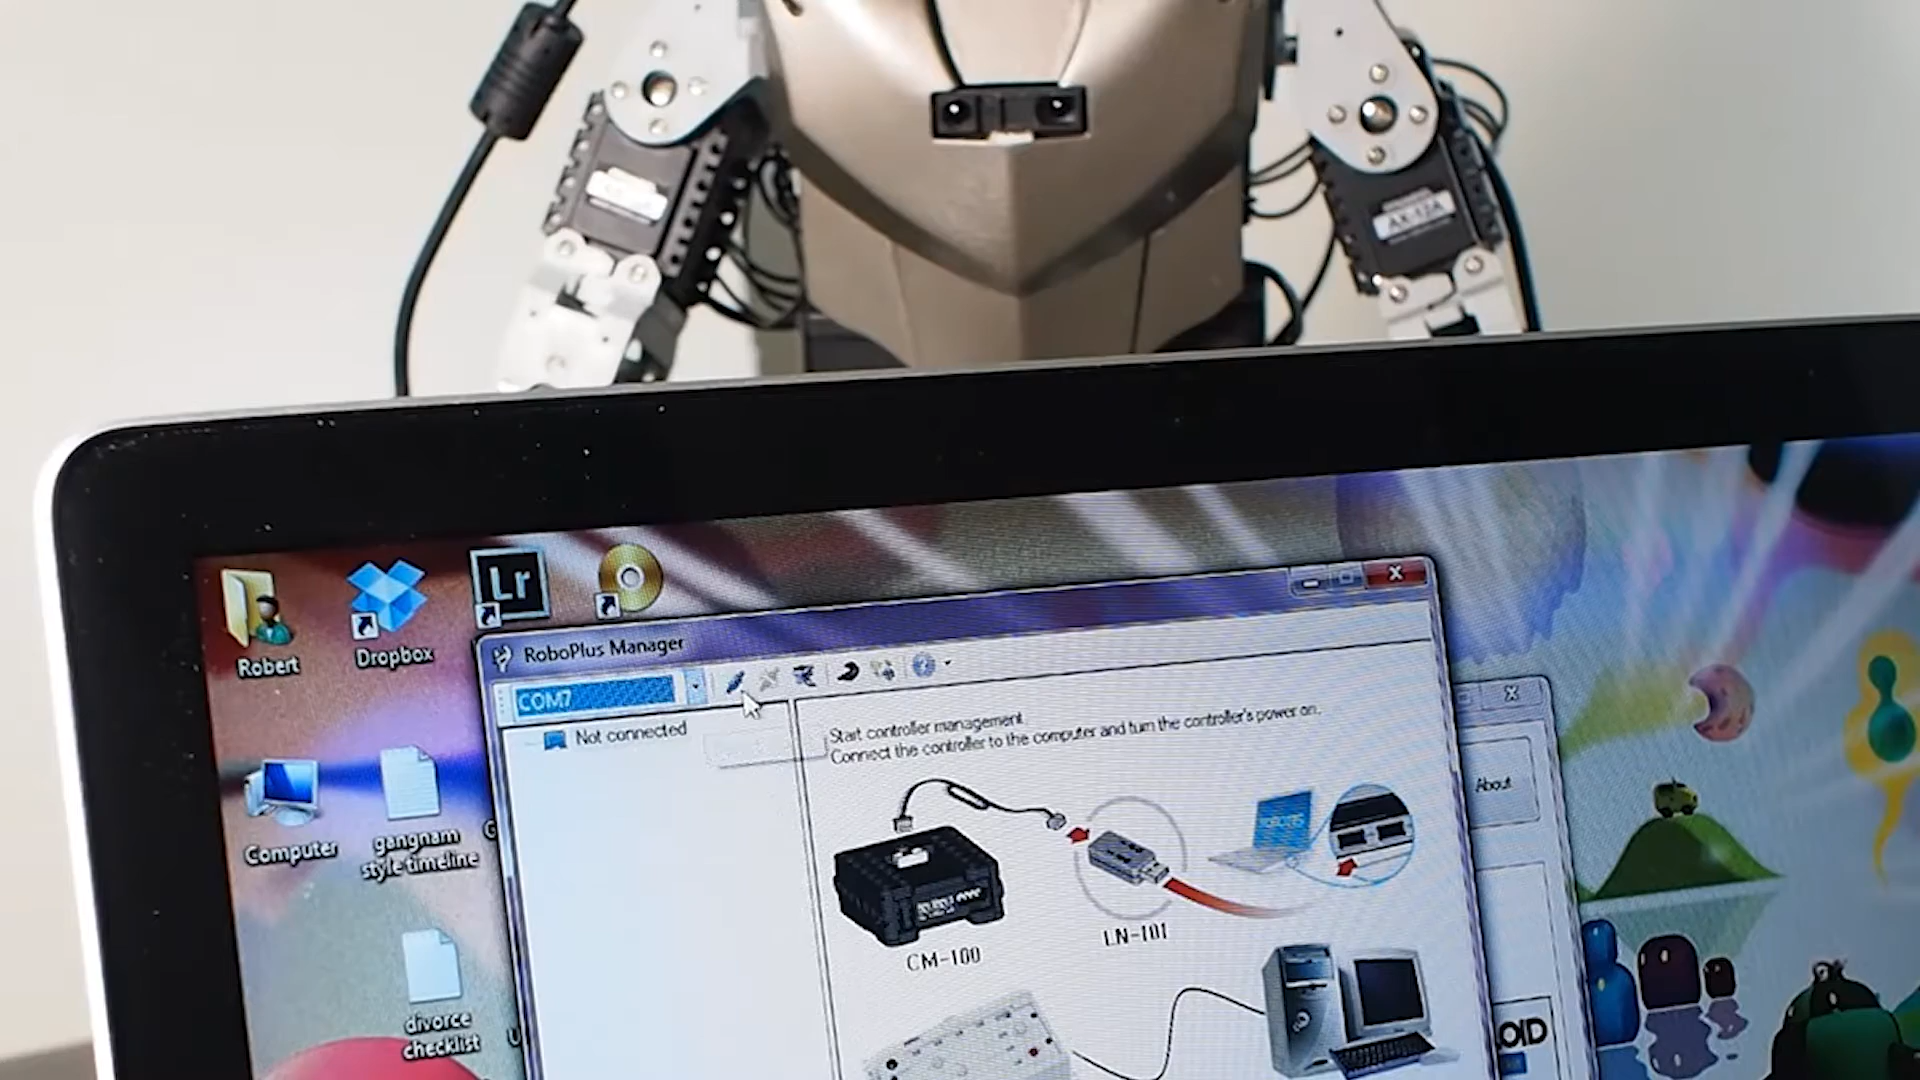 AX-12A
Robert
Dropbox
Lr
Computer
gangnam
style timeline
divorce
checklist
RoboPlus Manager
COM7
Not connected
Start controller management.
Connect the controller to the computer and turn the controller's power on.
CM-100
LN-101
About
OID